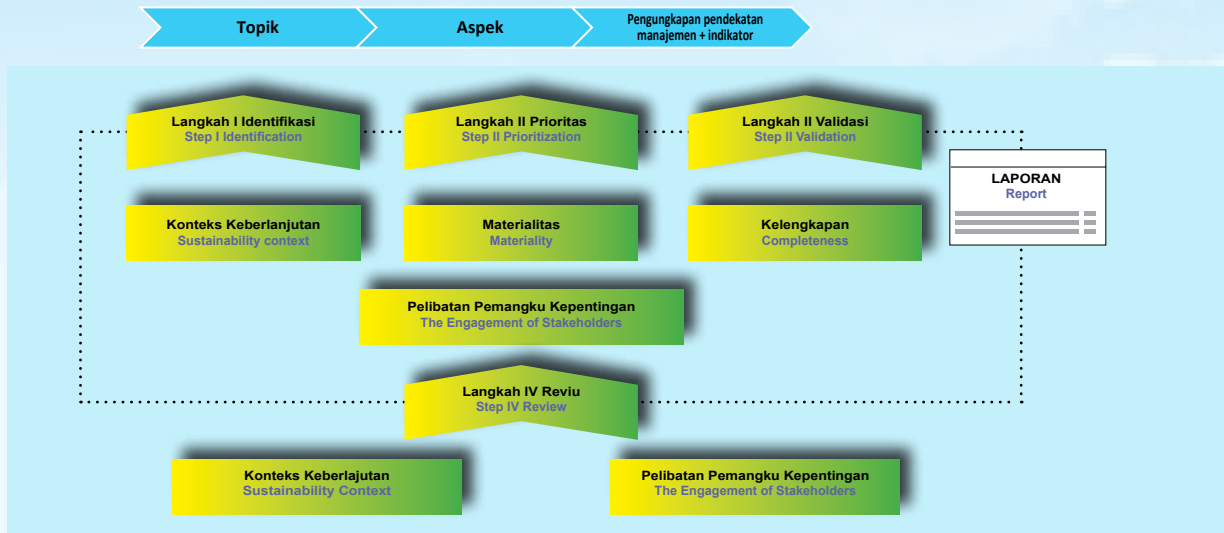 Topik
Aspek
Pengungkapan pendekatan
manajemen + indikator
Langkah I Identifikasi
Step I Identification
Langkah II Prioritas
Step II Prioritization
Langkah II Validasi
Step II Validation
LAPORAN
Report
Konteks Keberlanjutan
Sustainability context
Materialitas
Materiality
Kelengkapan
Completeness
Pelibatan Pemangku Kepentingan
The Engagement of Stakeholders
Langkah IV Reviu
Step IV Review
Konteks Keberlajutan
Sustainability Context
Pelibatan Pemangku Kepentingan
The Engagement of Stakeholders